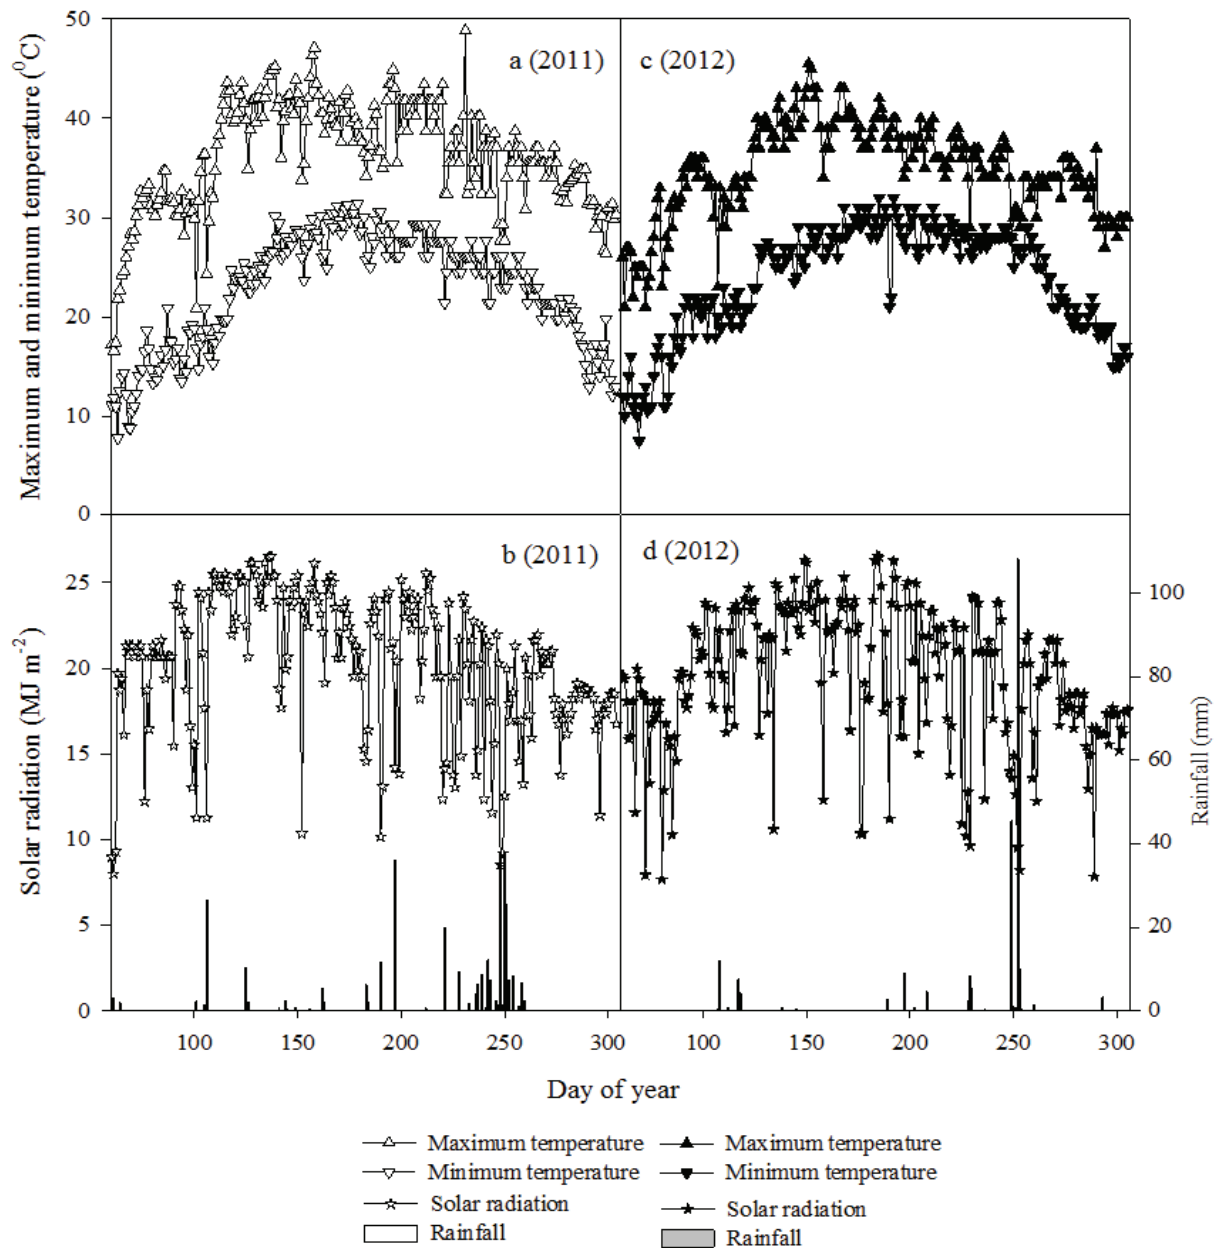 Maximum and minimum temperature (⁰C)
50
40
30
20
10
0
a (2011)
c (2012)
Solar radiation (MJ m⁻²)
25
20
15
10
5
0
b (2011)
d (2012)
100
80
60
40
20
0
Rainfall (mm)
100 150 200 250 300 100 150 200 250 300
Day of year
Maximum temperature Maximum temperature
Minimum temperature Minimum temperature
Solar radiation Solar radiation
Rainfall Rainfall